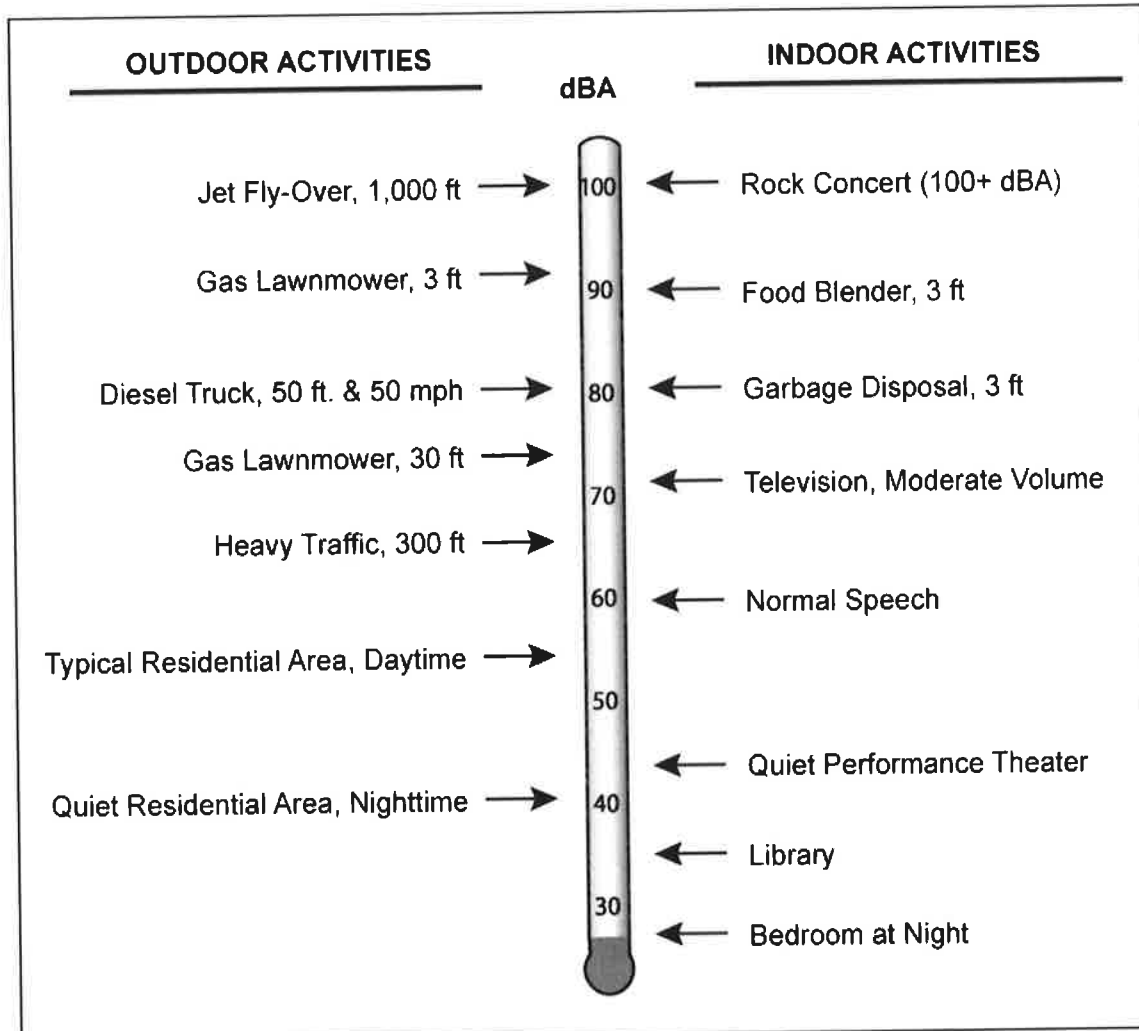 OUTDOOR ACTIVITIES
INDOOR ACTIVITIES
dBA
Jet Fly-Over, 1,000 ft
100
Rock Concert (100+ dBA)
Gas Lawnmower, 3 ft
90
Food Blender, 3 ft
Diesel Truck, 50 ft. & 50 mph
80
Garbage Disposal, 3 ft
Gas Lawnmower, 30 ft
70
Television, Moderate Volume
Heavy Traffic, 300 ft
60
Normal Speech
Typical Residential Area, Daytime
50
Quiet Performance Theater
Quiet Residential Area, Nighttime
40
Library
30
Bedroom at Night